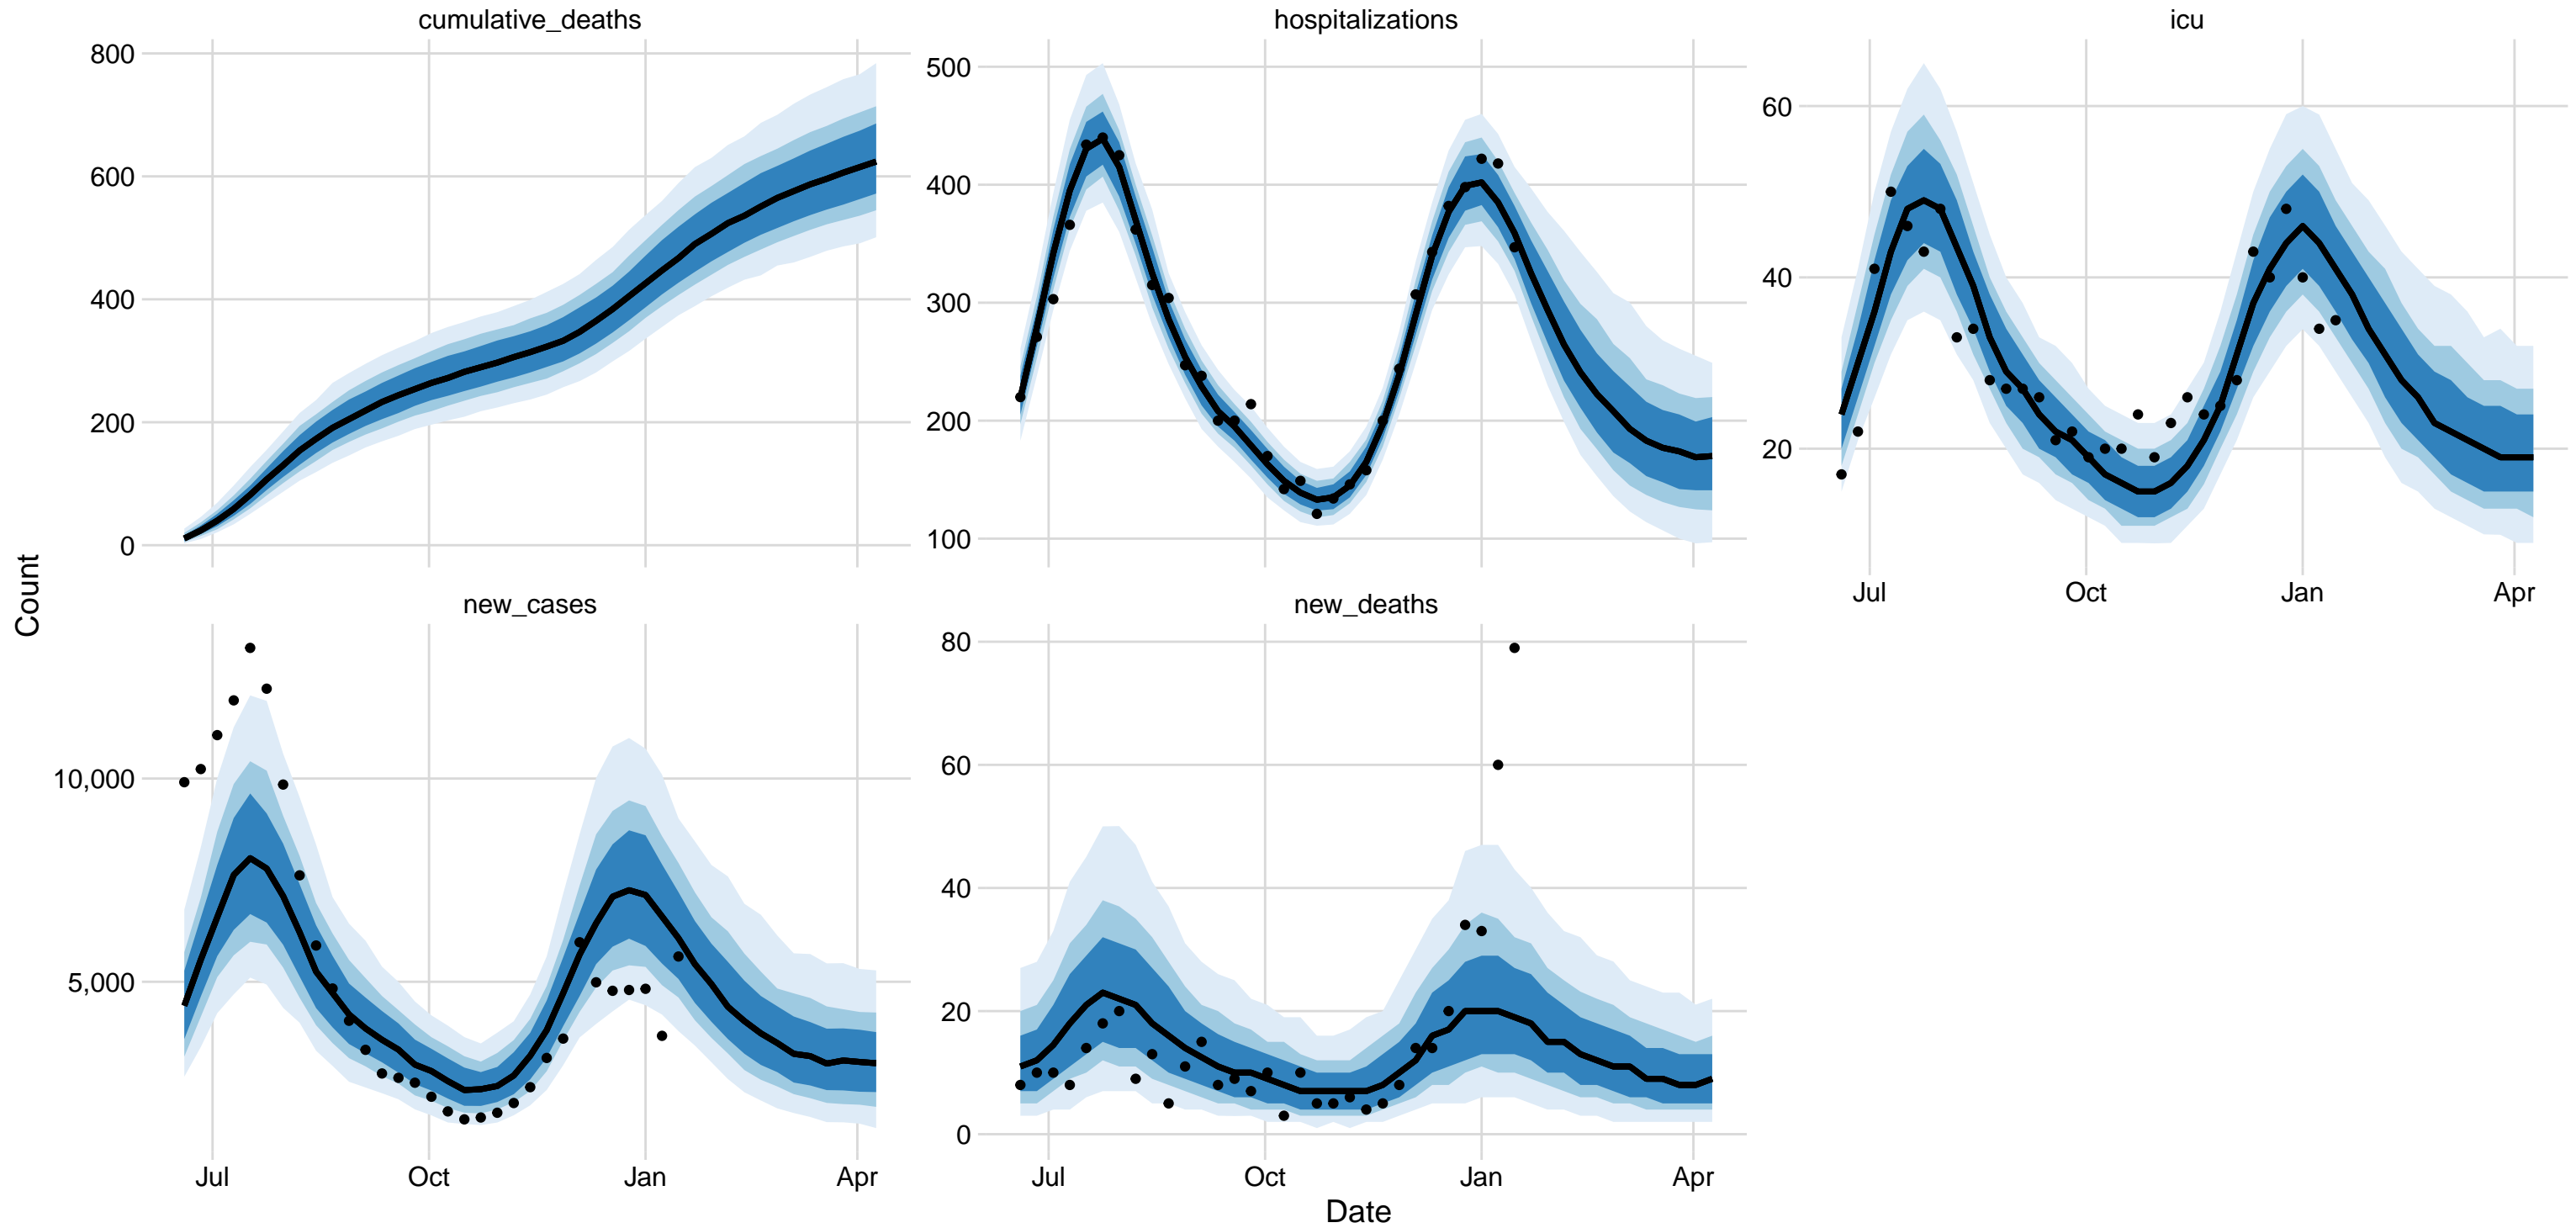 cumulative_deaths
hospitalizations
icu
800
600
400
200
0
500
400
300
200
100
60
40
20
Jul Oct Jan Apr
Count
new_cases
new_deaths
10,000
5,000
80
60
40
20
0
Jul Oct Jan Apr
Jul Oct Jan Apr
Date